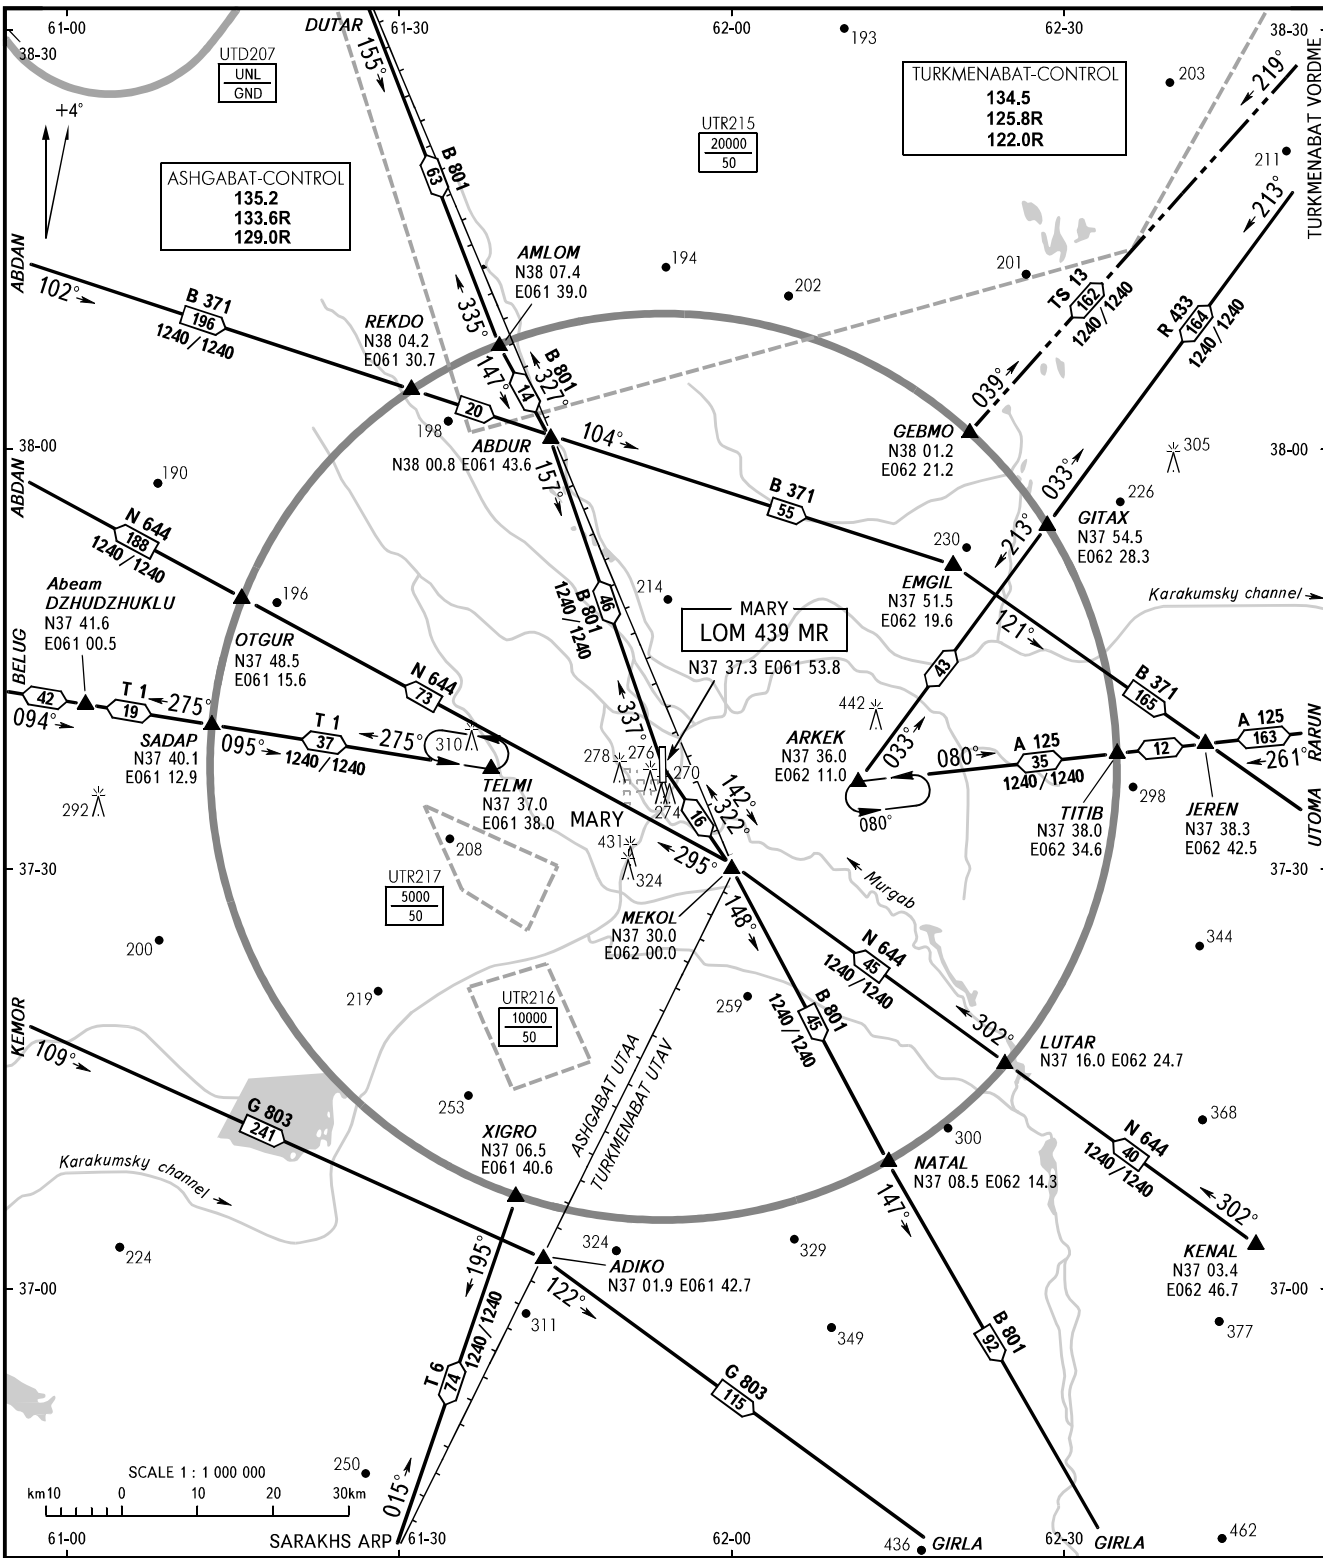 61-00
61-30
62-00
62-30
38-30
38-30
DUTAR
193
203
211
UTD207
UNL
GND
+4°
155°
B 801
63
UTR215
20000
50
TURKMENABAT-CONTROL
134.5
125.8R
122.0R
219°
TURKMENABAT VORDME
ASHGABAT-CONTROL
135.2
133.6R
129.0R
213°
ABDAN
102°
B 371
196
1240/1240
AMLOM
N38 07.4
E061 39.0
194
202
201
TS 13
162
1240/1240
R 433
164
1240/1240
REKDO
N38 04.2
E061 30.7
335°
147°
B 801
14
327°
20
198
ABDUR
N38 00.8 E061 43.6
104°
157°
039°
GEBMO
N38 01.2
E062 21.2
305
38-00
38-00
033°
226
GITAX
N37 54.5
E062 28.3
213°
ABDAN
190
N 644
188
1240/1240
B 371
55
230
EMGIL
N37 51.5
E062 19.6
Abeam
DZHUDZHUKLU
N37 41.6
E061 00.5
196
OTGUR
N37 48.5
E061 15.6
46
B 801
1240/1240
214
MARY
LOM 439 MR
N37 37.3 E061 53.8
121°
Karakumsky channel
43
B 371
165
BELUG
42
094°
T 1
19
275°
SADAP
N37 40.1
E061 12.9
095°
T 1
37
1240/1240
275°
310
N 644
73
TELMI
N37 37.0
E061 38.0
337°
278
276
270
274
442
ARKEK
N37 36.0
E062 11.0
033°
080°
080°
A 125
35
1240/1240
12
A 125
163
261°
RARUN
UTOMA
TITIB
N37 38.0
E062 34.6
298
JEREN
N37 38.3
E062 42.5
292
MARY
431
324
16
142°
322°
208
295°
37-30
37-30
UTR217
5000
50
MEKOL
N37 30.0
E062 00.0
148°
Murgab
200
219
UTR216
10000
50
259
N 644
45
1240/1240
B 801
45
1240/1240
344
KEMOR
109°
302°
LUTAR
N37 16.0 E062 24.7
253
ASHGABAT UTAA
TURKMENABAT UTAV
G 803
241
XIGRO
N37 06.5
E061 40.6
300
NATAL
N37 08.5 E062 14.3
368
N 644
40
1240/1240
302°
Karakumsky channel
147°
224
195°
324
329
ADIKO
N37 01.9 E061 42.7
KENAL
N37 03.4
E062 46.7
37-00
37-00
122°
311
349
377
T 6
74
1240/1240
G 803
115
B 801
92
SCALE 1 : 1 000 000
km10
0
10
20
30km
250
015°
SARAKHS ARP
436
GIRLA
GIRLA
462
61-00
61-30
62-00
62-30